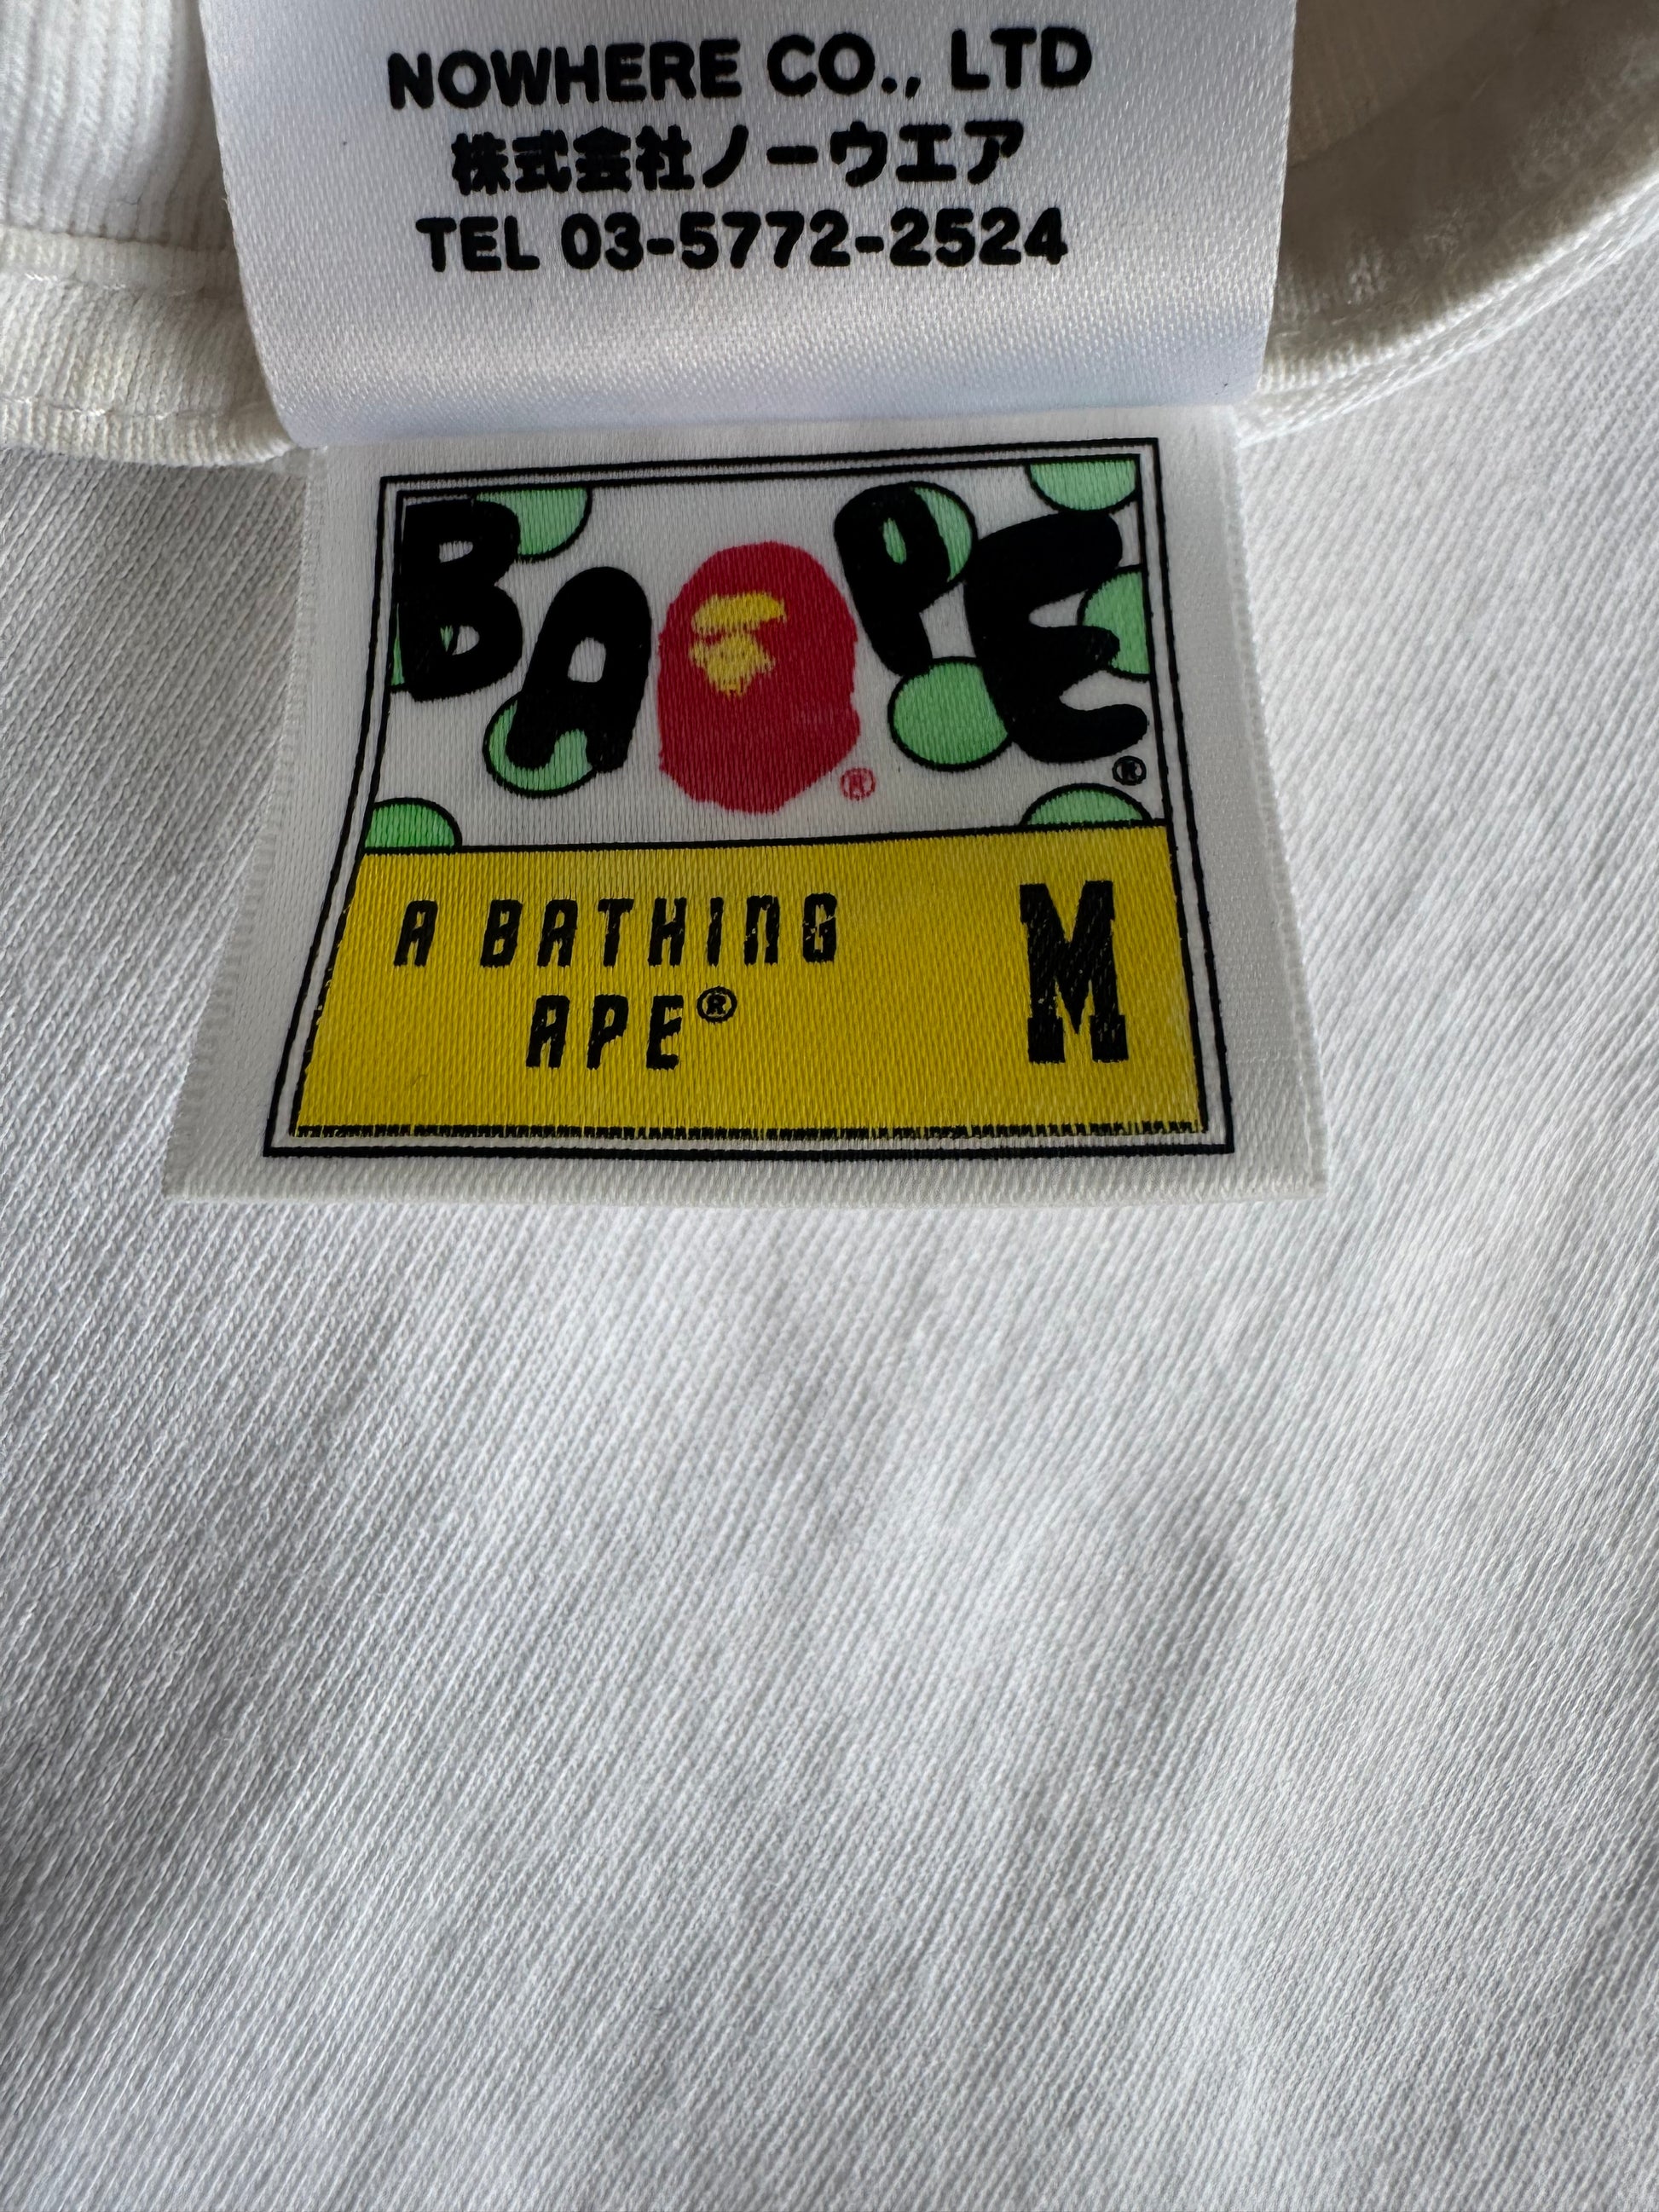 NOWHERE CO., LTD
株式会社ノーウエア
TEL 03-5772-2524
BAPE®
®
A BATHING
APE®
M